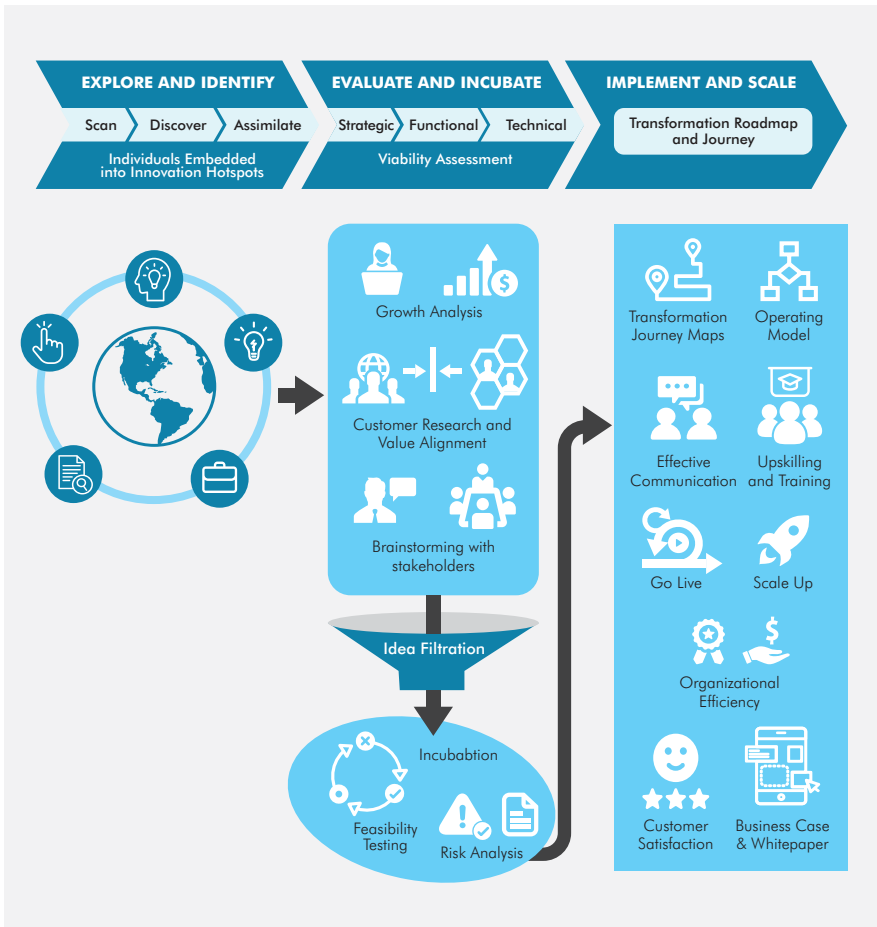 EXPLORE AND IDENTIFY
Scan
Discover
Assimilate
Individuals Embedded
into Innovation Hotspots
EVALUATE AND INCUBATE
Strategic
Functional
Technical
Viability Assessment
IMPLEMENT AND SCALE
Transformation Roadmap
and Journey
Growth Analysis
Customer Research and
Value Alignment
Brainstorming with
stakeholders
Idea Filtration
Incubabtion
Feasibility
Testing
Risk Analysis
Transformation
Journey Maps
Operating
Model
Effective
Communication
Upskilling
and Training
Go Live
Scale Up
Organizational
Efficiency
Customer
Satisfaction
Business Case
& Whitepaper